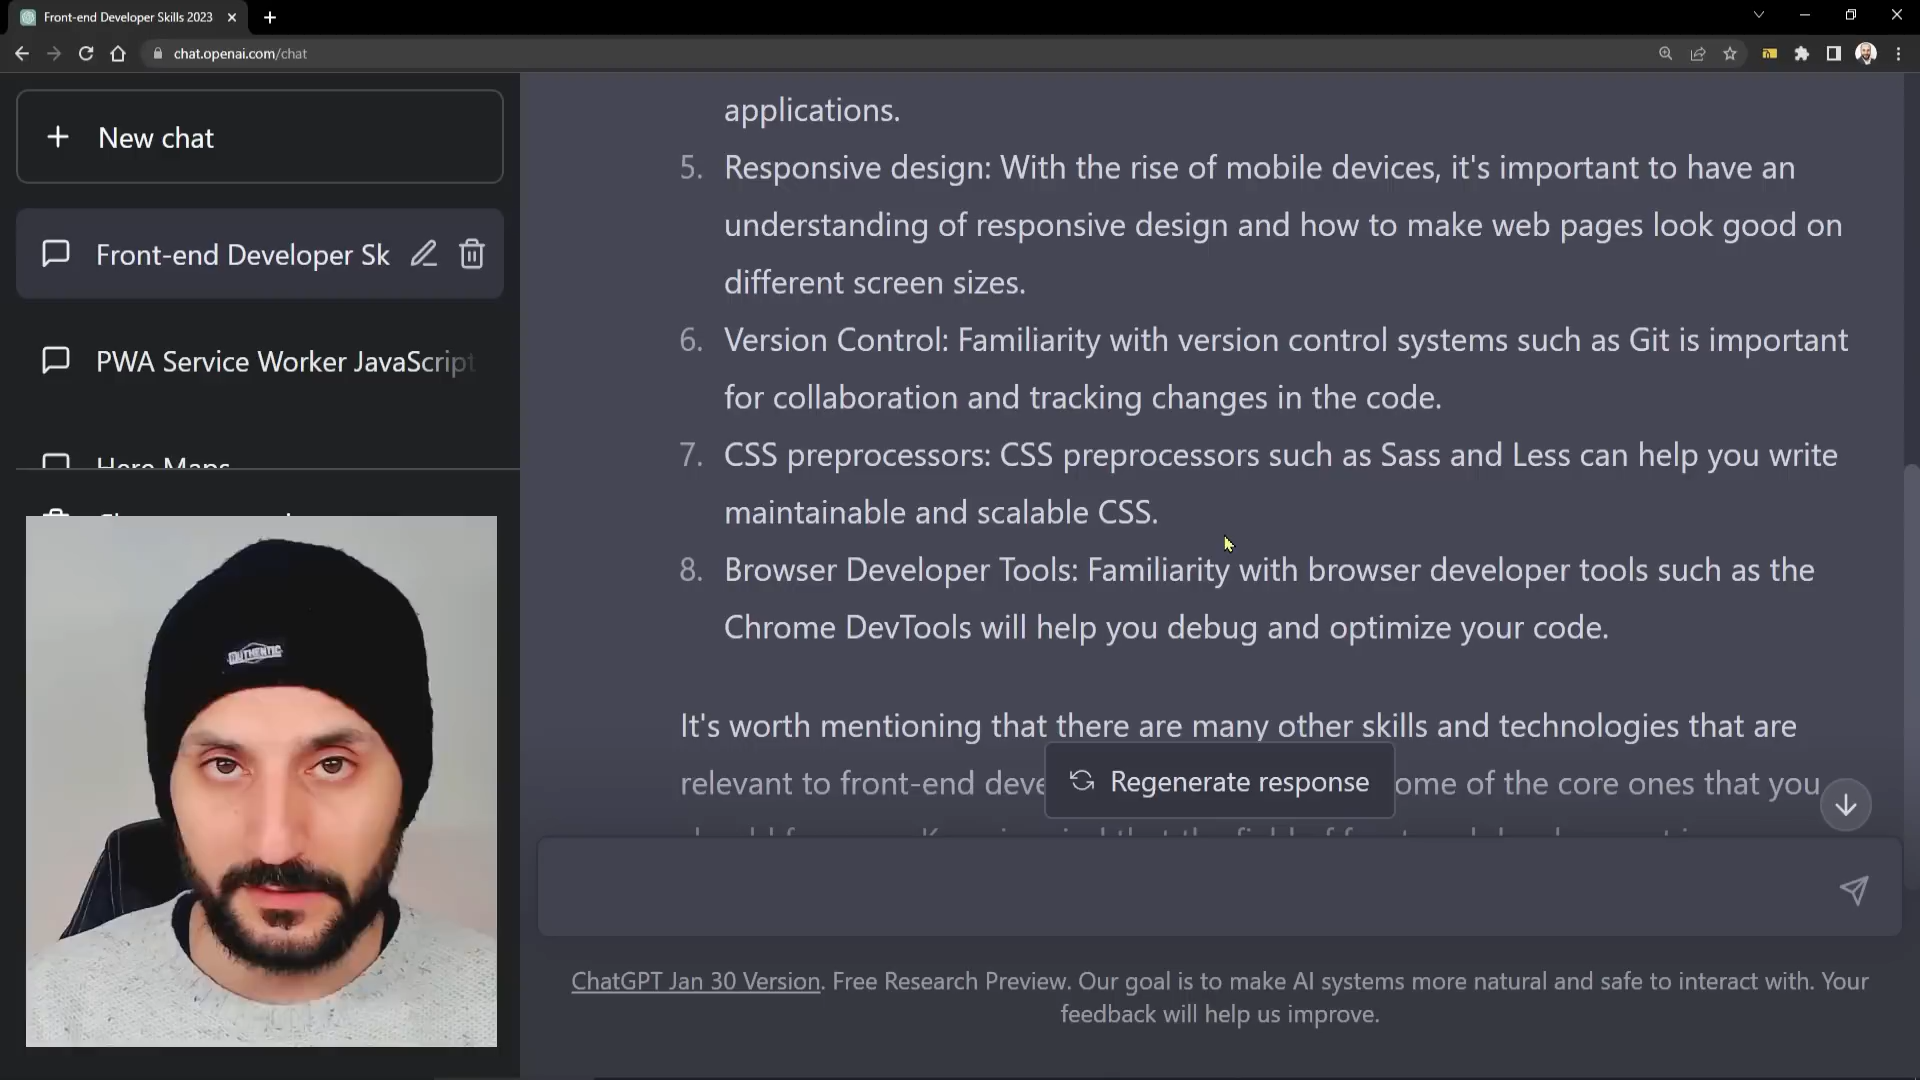 Front-end Developer Skills 2023
chat.openai.com/chat
New chat
Front-end Developer Sk
PWA Service Worker JavaScript
Here Maps
AUTHENTIC
applications.
5. Responsive design: With the rise of mobile devices, it's important to have an
understanding of responsive design and how to make web pages look good on
different screen sizes.
6. Version Control: Familiarity with version control systems such as Git is important
for collaboration and tracking changes in the code.
7. CSS preprocessors: CSS preprocessors such as Sass and Less can help you write
maintainable and scalable CSS.
8. Browser Developer Tools: Familiarity with browser developer tools such as the
Chrome DevTools will help you debug and optimize your code.
It's worth mentioning that there are many other skills and technologies that are
relevant to front-end deve ome of the core ones that you
Regenerate response
ChatGPT Jan 30 Version. Free Research Preview. Our goal is to make AI systems more natural and safe to interact with. Your
feedback will help us improve.